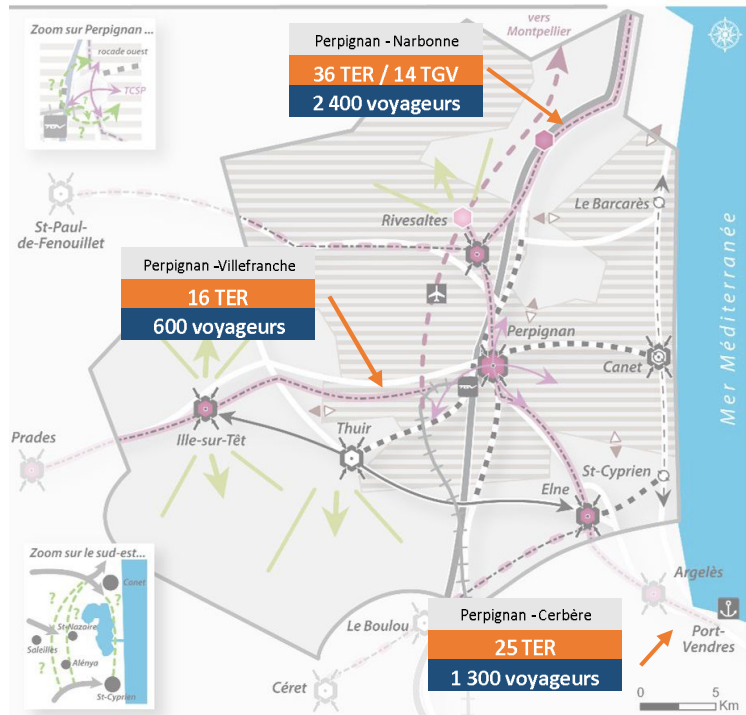 Zoom sur Perpignan ...
rocade ouest
?
TCSP
?
?
TGV
vers
Montpellier
Perpignan - Narbonne
36 TER / 14 TGV
2 400 voyageurs
St-Paul-
de-Fenouillet
Rivesaltes
Le Barcarès
Mer Méditerranée
Perpignan -Villefranche
16 TER
600 voyageurs
Perpignan
Canet
TGV
Prades
Ille-sur-Têt
Thuir
St-Cyprien
Elne
Zoom sur le sud-est...
Canet
?
?
?
St-Nazaire
Saleilles
?
Alénya
St-Cyprien
Argelès
Port-
Vendres
Le Boulou
Céret
Perpignan - Cerbère
25 TER
1 300 voyageurs
0 5
Km